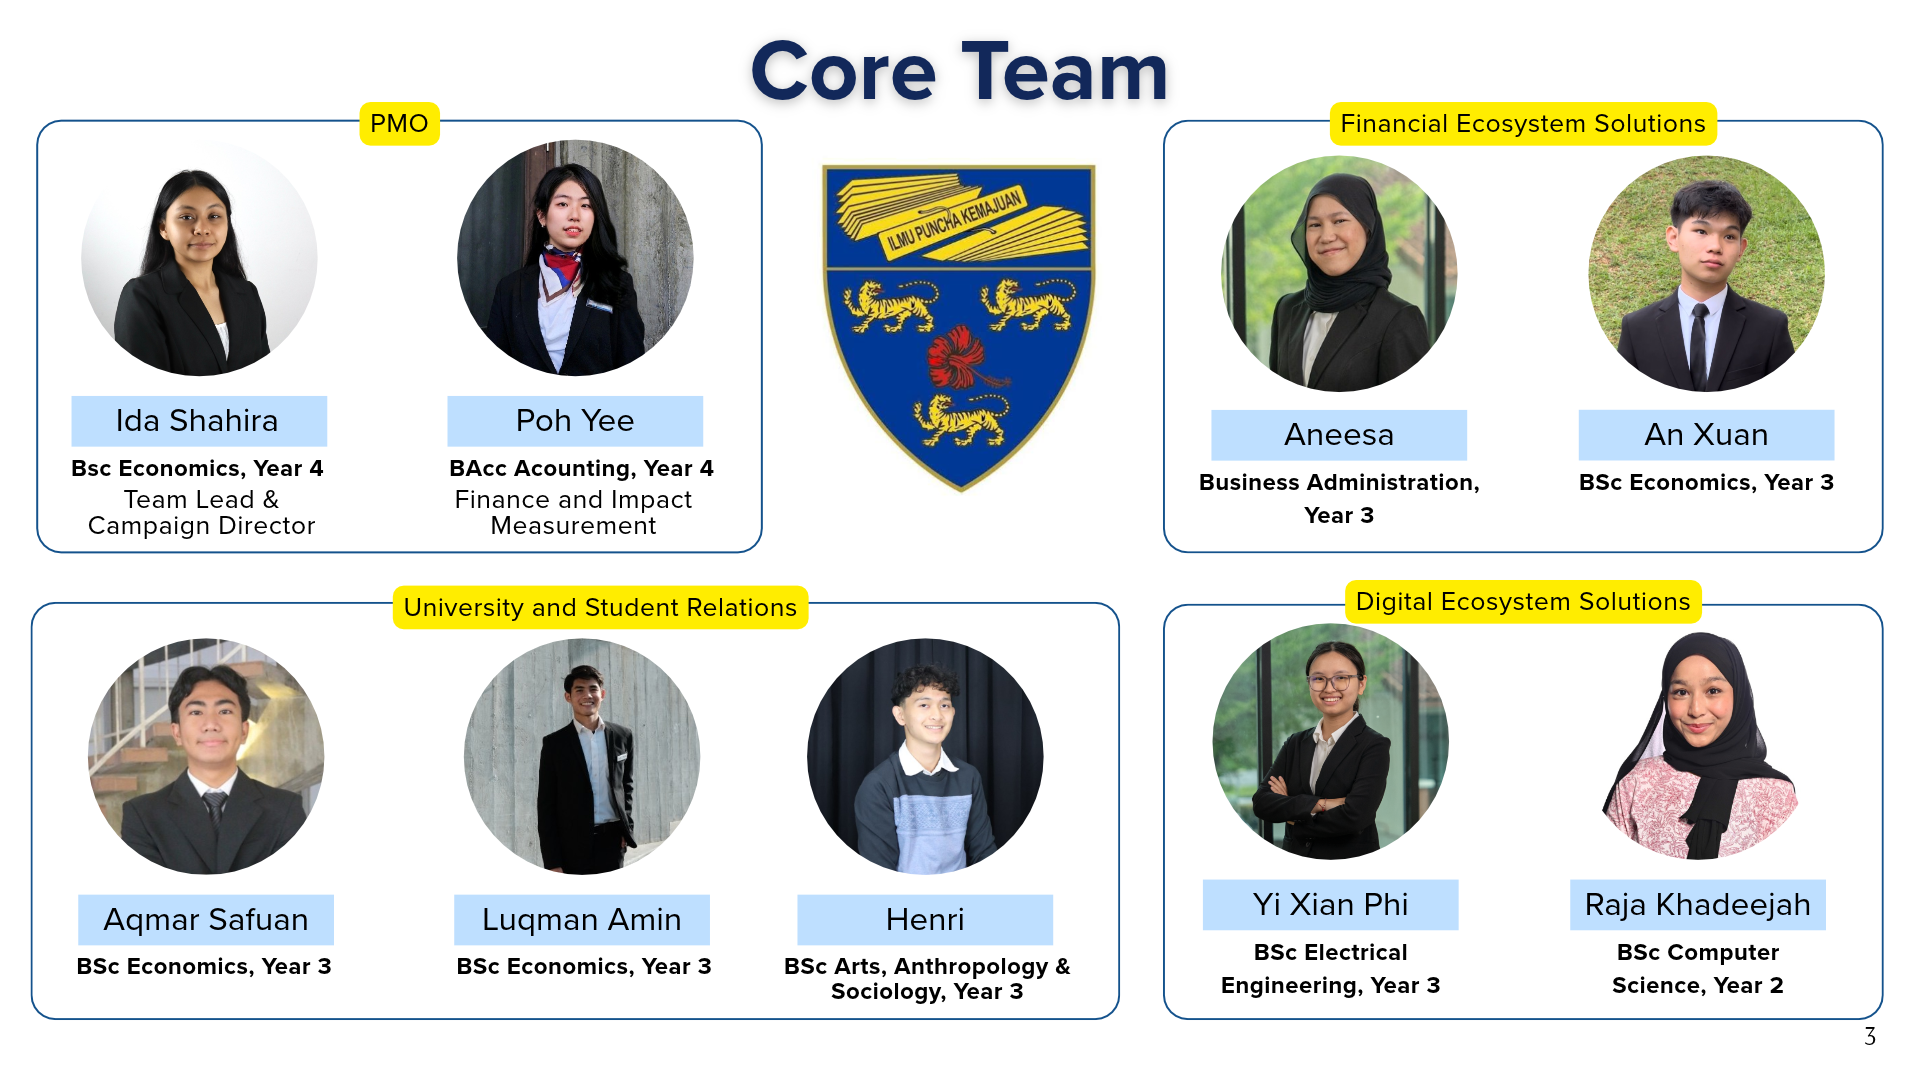 Core Team
PMO
Ida Shahira
Bsc Economics, Year 4
Team Lead &
Campaign Director
Poh Yee
BAcc Acounting, Year 4
Finance and Impact
Measurement
ILMU PUNCHA KEMAJUAN
Financial Ecosystem Solutions
Aneesa
Business Administration,
Year 3
An Xuan
BSc Economics, Year 3
University and Student Relations
Aqmar Safuan
BSc Economics, Year 3
Luqman Amin
BSc Economics, Year 3
Henri
BSc Arts, Anthropology &
Sociology, Year 3
Digital Ecosystem Solutions
Yi Xian Phi
BSc Electrical
Engineering, Year 3
Raja Khadeejah
BSc Computer
Science, Year 2
3